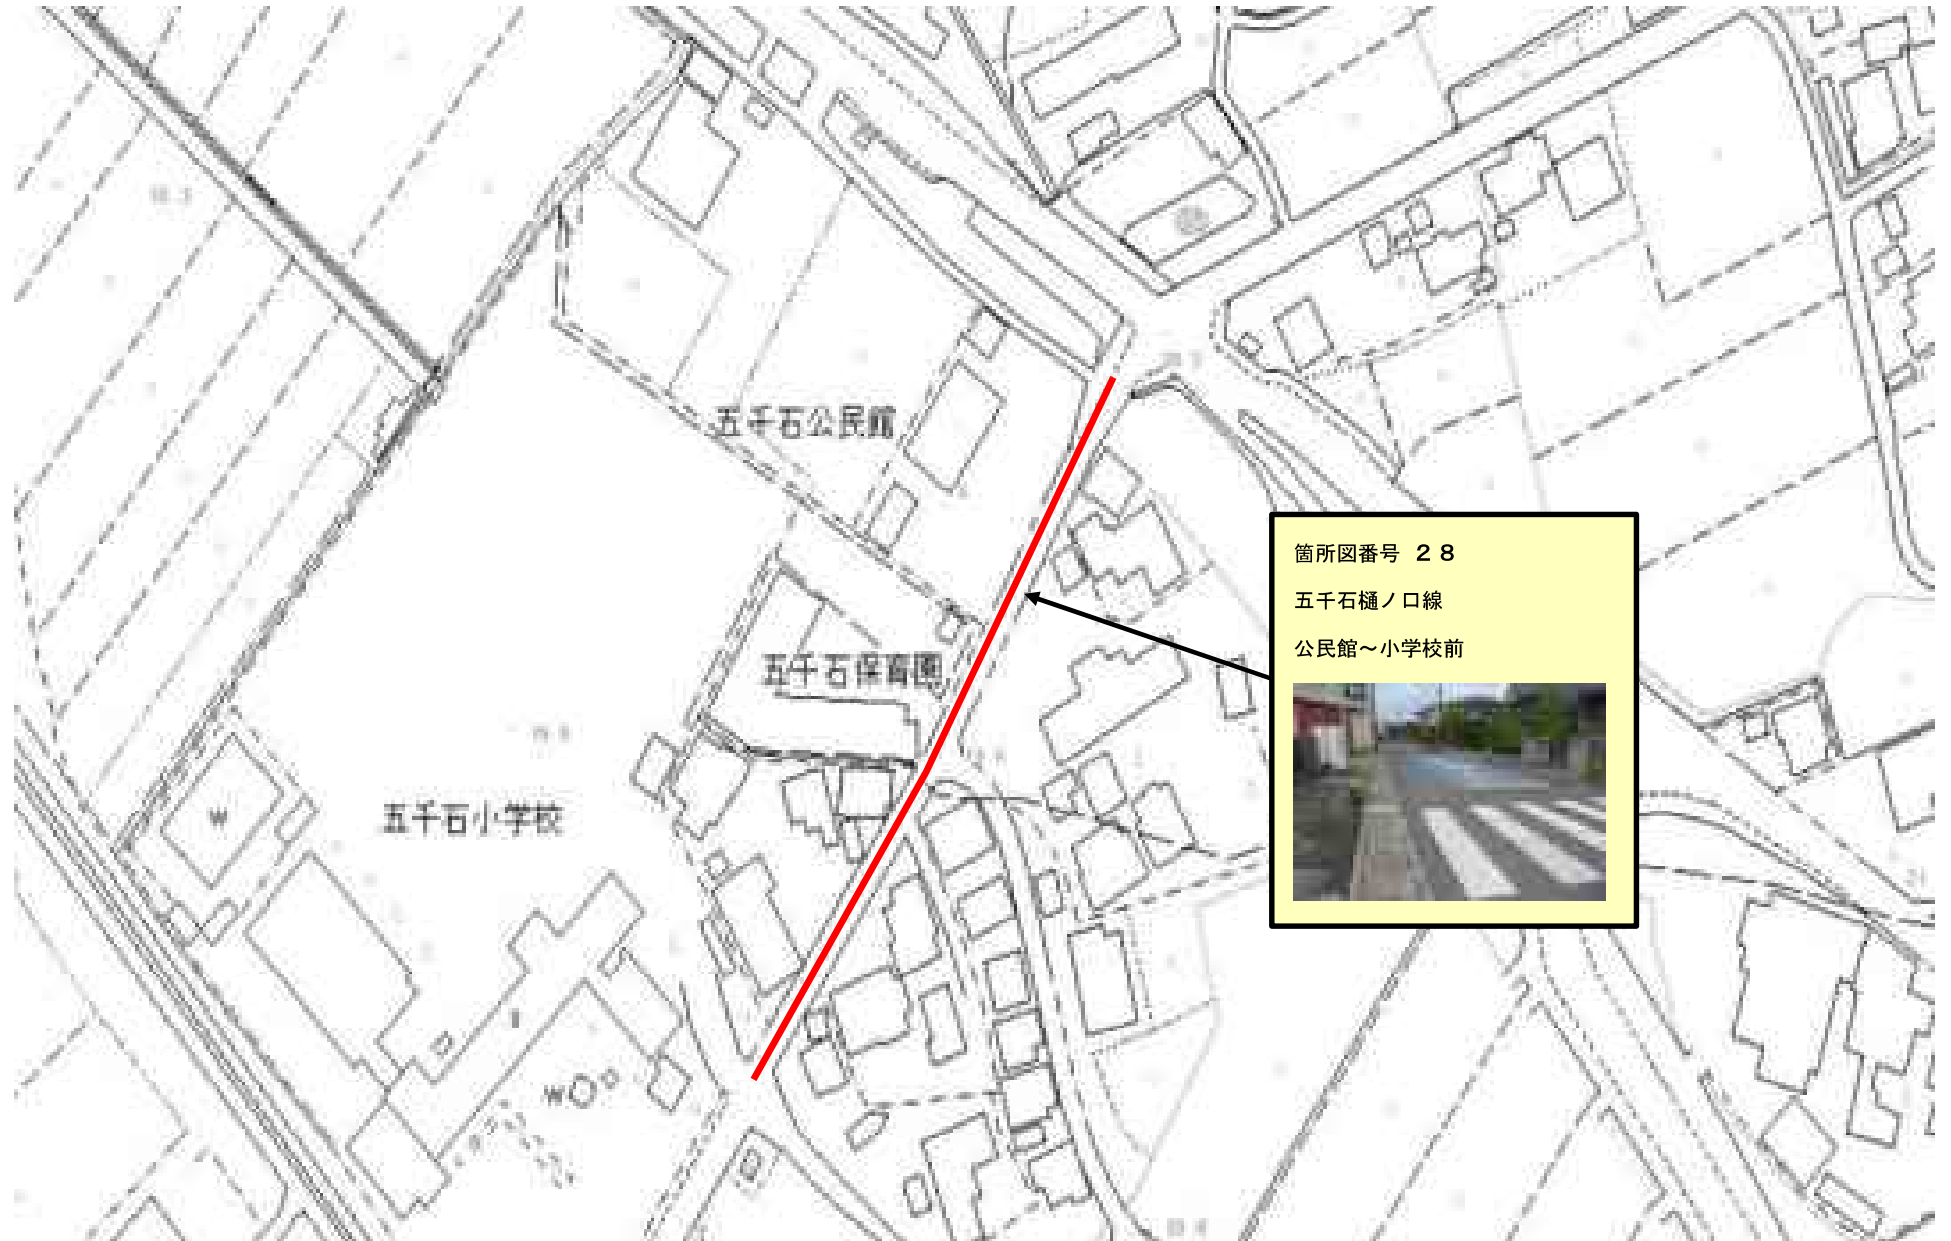 五千石公民館
箇所図番号 ２８
五千石樋ノ口線
公民館～小学校前
五千石保育園
五千石小学校
W
W